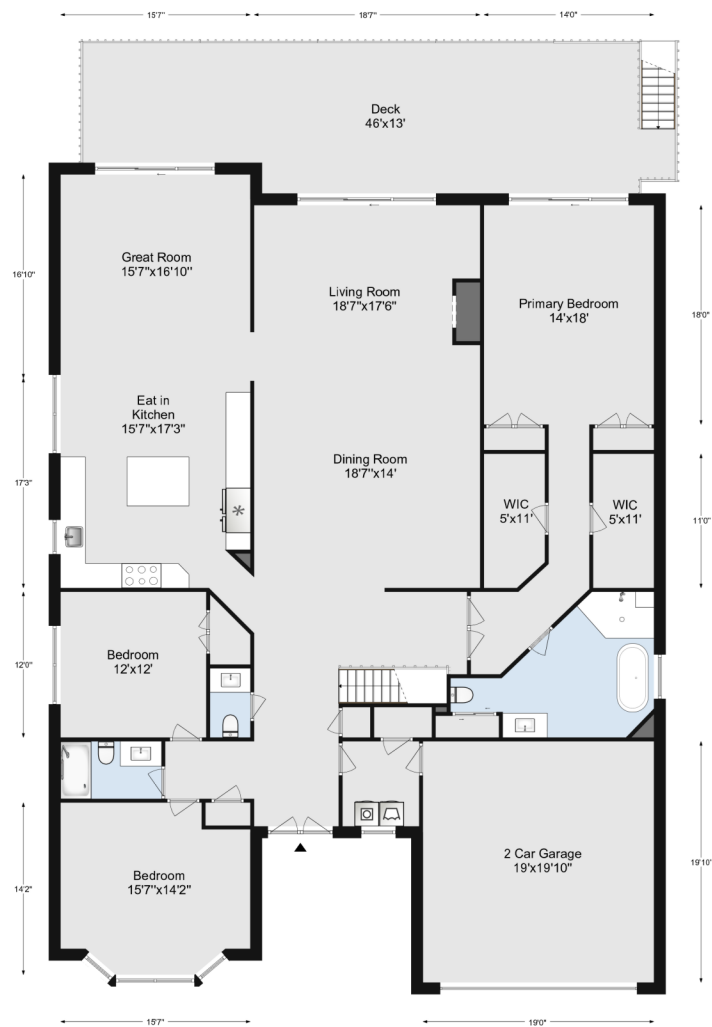 15'7"
18'7"
14'0"
Deck
46'x13'
16'10"
Great Room
15'7"x16'10"
Living Room
18'7"x17'6"
Primary Bedroom
14'x18'
18'0"
Eat in
Kitchen
15'7"x17'3"
Dining Room
18'7"x14'
17'3"
WIC
5'x11'
WIC
5'x11'
11'0"
Bedroom
12'x12'
12'0"
2 Car Garage
19'x19'10"
19'10"
Bedroom
15'7"x14'2"
14'2"
15'7"
19'0"